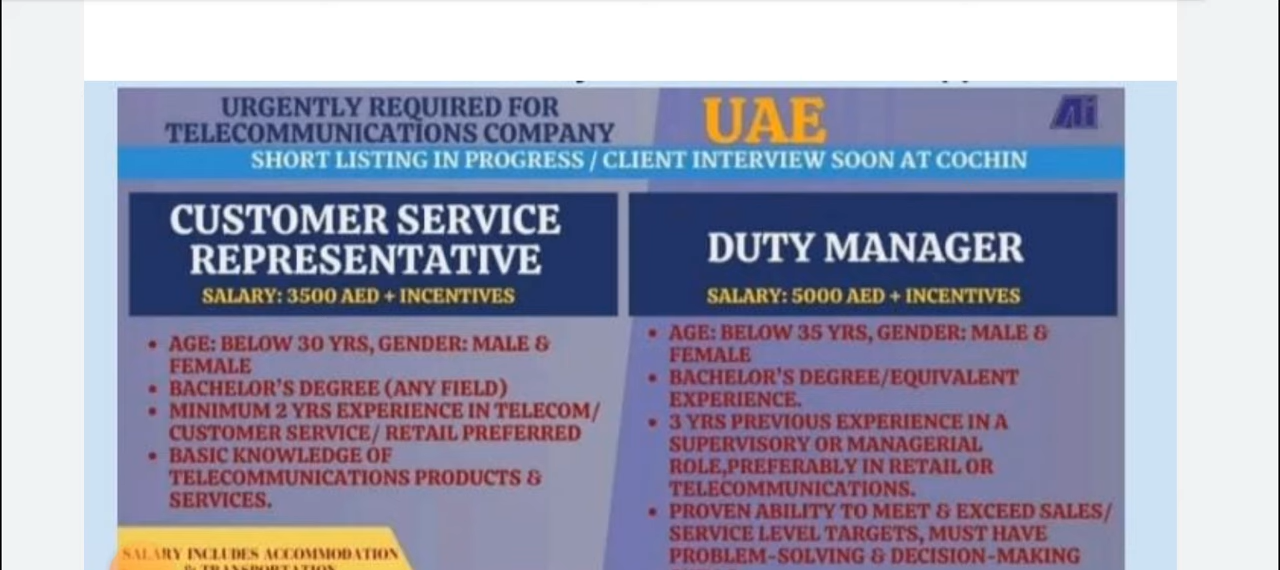 URGENTLY REQUIRED FOR
TELECOMMUNICATIONS COMPANY
UAE
Ai
SHORT LISTING IN PROGRESS / CLIENT INTERVIEW SOON AT COCHIN
CUSTOMER SERVICE
REPRESENTATIVE
SALARY: 3500 AED + INCENTIVES
• AGE: BELOW 30 YRS, GENDER: MALE &
FEMALE
• BACHELOR'S DEGREE (ANY FIELD)
• MINIMUM 2 YRS EXPERIENCE IN TELECOM/
CUSTOMER SERVICE/ RETAIL PREFERRED
• BASIC KNOWLEDGE OF
TELECOMMUNICATIONS PRODUCTS &
SERVICES.
SALARY INCLUDES ACCOMMODATION
& TRANSPORTATION
DUTY MANAGER
SALARY: 5000 AED + INCENTIVES
• AGE: BELOW 35 YRS, GENDER: MALE &
FEMALE
• BACHELOR'S DEGREE/EQUIVALENT
EXPERIENCE.
• 3 YRS PREVIOUS EXPERIENCE IN A
SUPERVISORY OR MANAGERIAL
ROLE,PREFERABLY IN RETAIL OR
TELECOMMUNICATIONS.
• PROVEN ABILITY TO MEET & EXCEED SALES/
SERVICE LEVEL TARGETS, MUST HAVE
PROBLEM-SOLVING & DECISION-MAKING